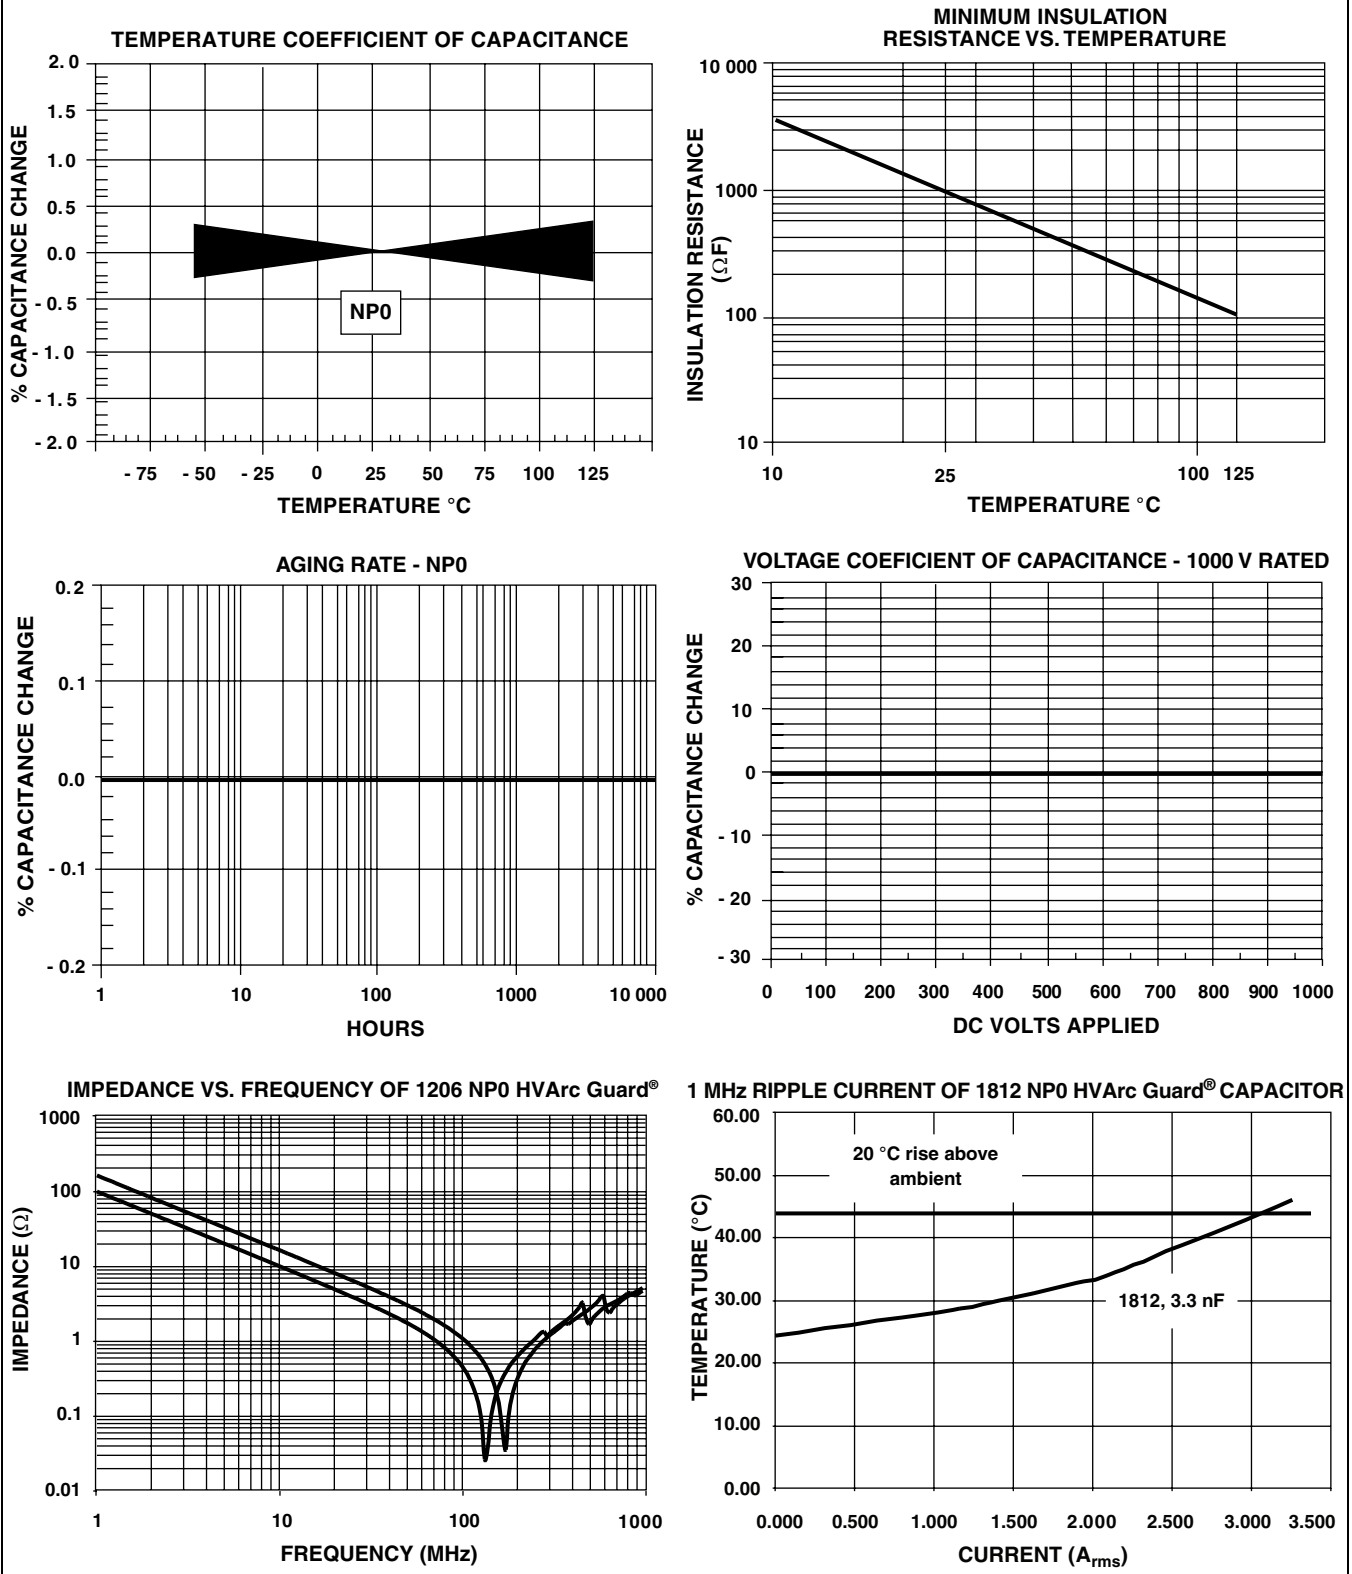 TEMPERATURE COEFFICIENT OF CAPACITANCE
2.0
1.5
1.0
0.5
0.0
- 0.5
- 1.0
- 1.5
- 2.0
% CAPACITANCE CHANGE
NP0
- 75 - 50 - 25 0 25 50 75 100 125
TEMPERATURE °C
MINIMUM INSULATION
RESISTANCE VS. TEMPERATURE
10 000
1000
100
10
INSULATION RESISTANCE
(ΩF)
10 25 100 125
TEMPERATURE °C
AGING RATE - NP0
0.2
0.1
0.0
- 0.1
- 0.2
% CAPACITANCE CHANGE
1 10 100 1000 10 000
HOURS
VOLTAGE COEFICIENT OF CAPACITANCE - 1000 V RATED
30
20
10
0
- 10
- 20
- 30
% CAPACITANCE CHANGE
0 100 200 300 400 500 600 700 800 900 1000
DC VOLTS APPLIED
IMPEDANCE VS. FREQUENCY OF 1206 NP0 HVArc Guard®
1000
100
10
1
0.1
0.01
IMPEDANCE (Ω)
1 10 100 1000
FREQUENCY (MHz)
1 MHz RIPPLE CURRENT OF 1812 NP0 HVArc Guard® CAPACITOR
60.00
50.00
40.00
30.00
20.00
10.00
0.00
TEMPERATURE (°C)
20 °C rise above
ambient
1812, 3.3 nF
0.000 0.500 1.000 1.500 2.000 2.500 3.000 3.500
CURRENT (Arms)